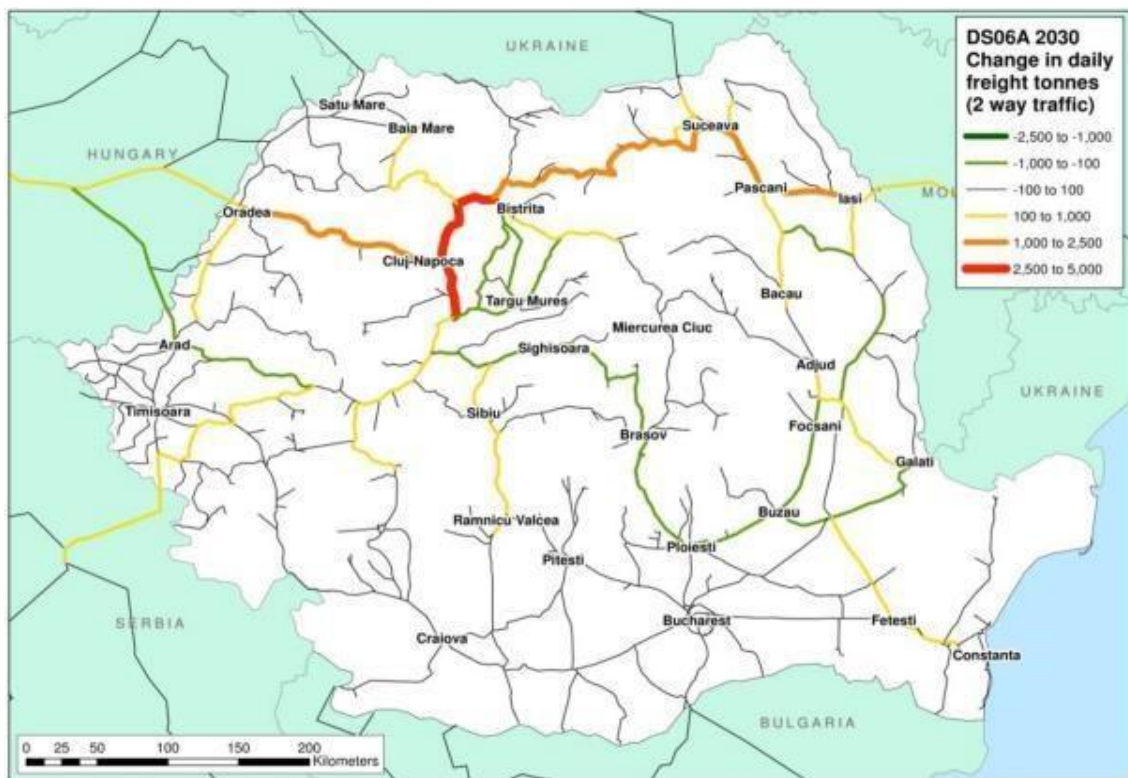 DS06A 2030
Change in daily
freight tonnes
(2 way traffic)
-2,500 to -1,000
-1,000 to -100
-100 to 100
100 to 1,000
1,000 to 2,500
2,500 to 5,000
UKRAINE
Satu Mare
Baia Mare
Suceava
HUNGARY
Pascani
Iasi
MOL
Oradea
Bistrita
Cluj-Napoca
Targu Mures
Bacau
Miercurea Ciuc
Arad
Sighisoara
Adjud
UKRAINE
Timisoara
Sibiu
Focsani
Brasov
Galati
Ramnicu Valcea
Buzau
Pitesti
Ploiesti
SERBIA
Craiova
Bucharest
Fetesti
Constanta
BULGARIA
0 25 50 100 150 200
Kilometers